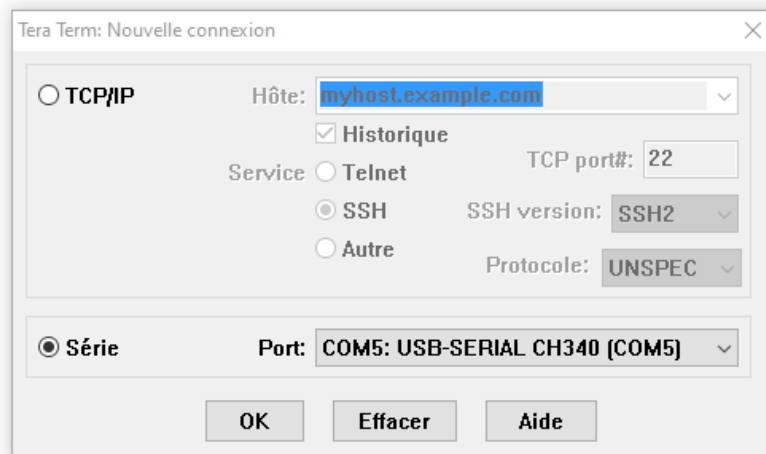 Tera Term: Nouvelle connexion
TCP/IP
Hôte: myhost.example.com
Historique
Service Telnet
TCP port#: 22
SSH
SSH version: SSH2
Autre
Protocole: UNSPEC
Série
Port: COM5: USB-SERIAL CH340 (COM5)
OK Effacer Aide